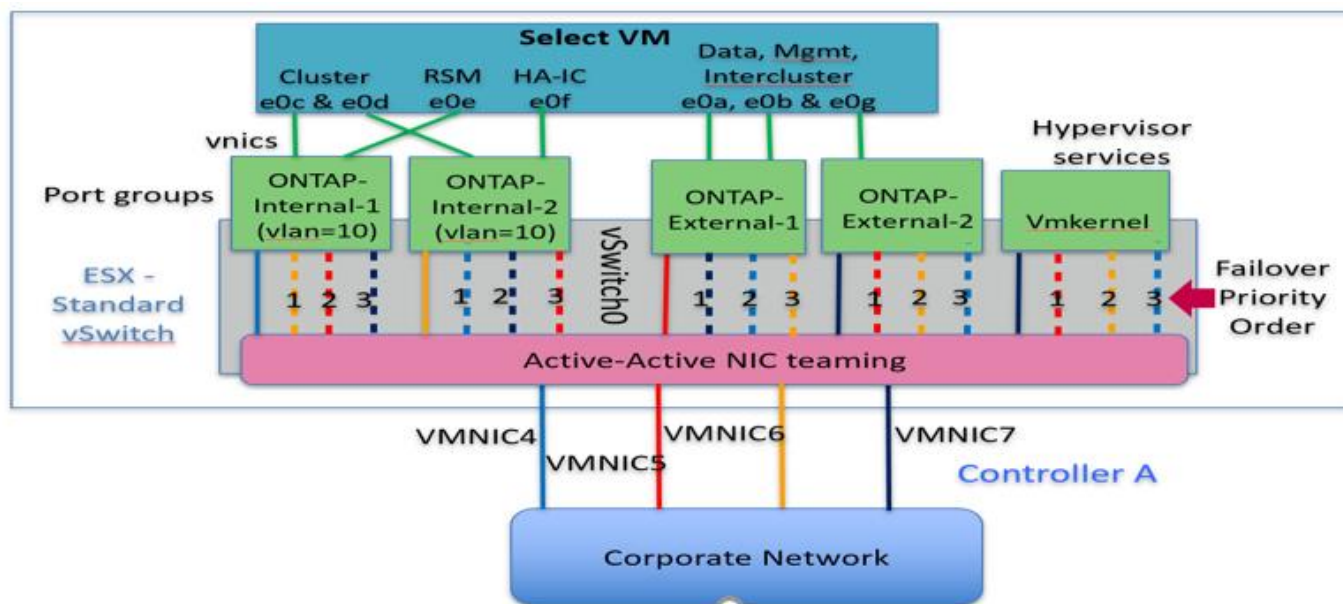 Select VM
Cluster
e0c & e0d
RSM
e0e
HA-IC
e0f
Data, Mgmt,
Intercluster
e0a, e0b & e0g
vnics
Hypervisor
services
Port groups
ONTAP-
Internal-1
(vlan=10)
ONTAP-
Internal-2
(vlan=10)
ONTAP-
External-1
ONTAP-
External-2
Vmkernel
ESX -
Standard
vSwitch
vSwitch0
1 2 3
1 2 3
1 2 3
1 2 3
1 2 3
Failover
Priority
Order
Active-Active NIC teaming
VMNIC4
VMNIC5
VMNIC6
VMNIC7
Controller A
Corporate Network